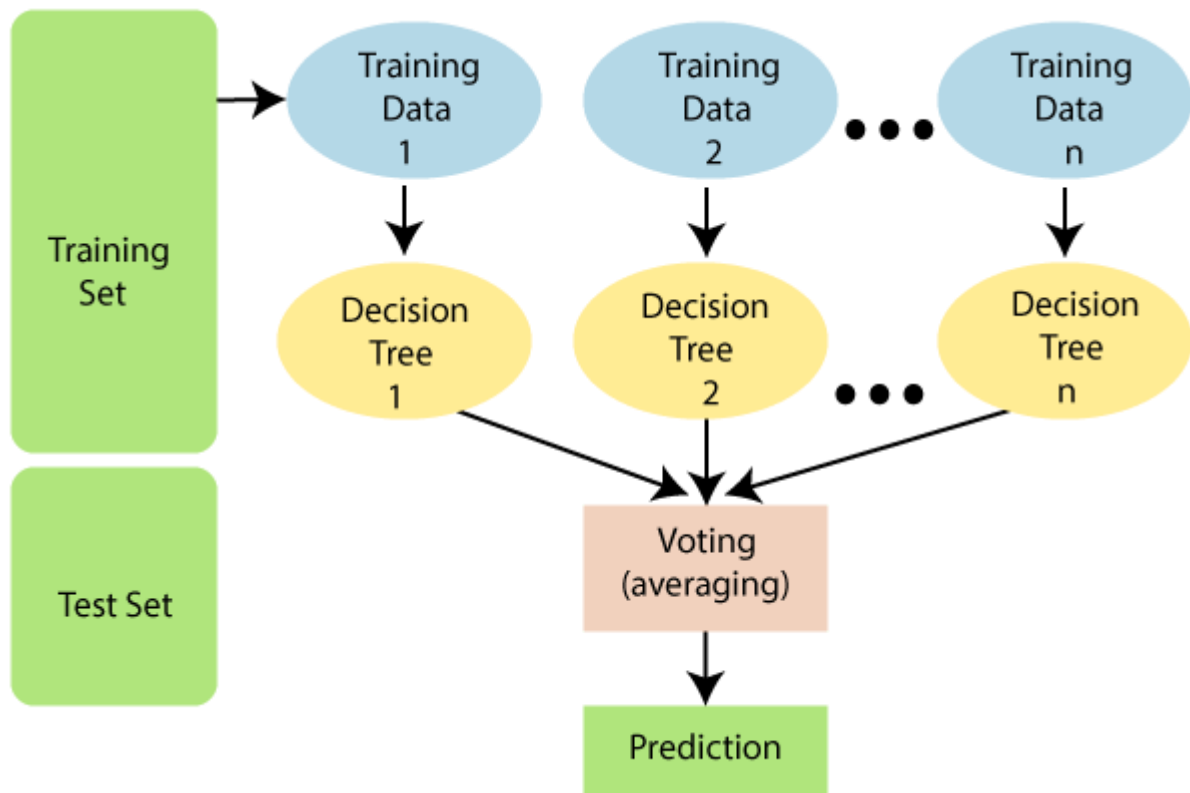 Training
Set
Test Set
Training
Data
1
Training
Data
2
Training
Data
n
Decision
Tree
1
Decision
Tree
2
Decision
Tree
n
Voting
(averaging)
Prediction